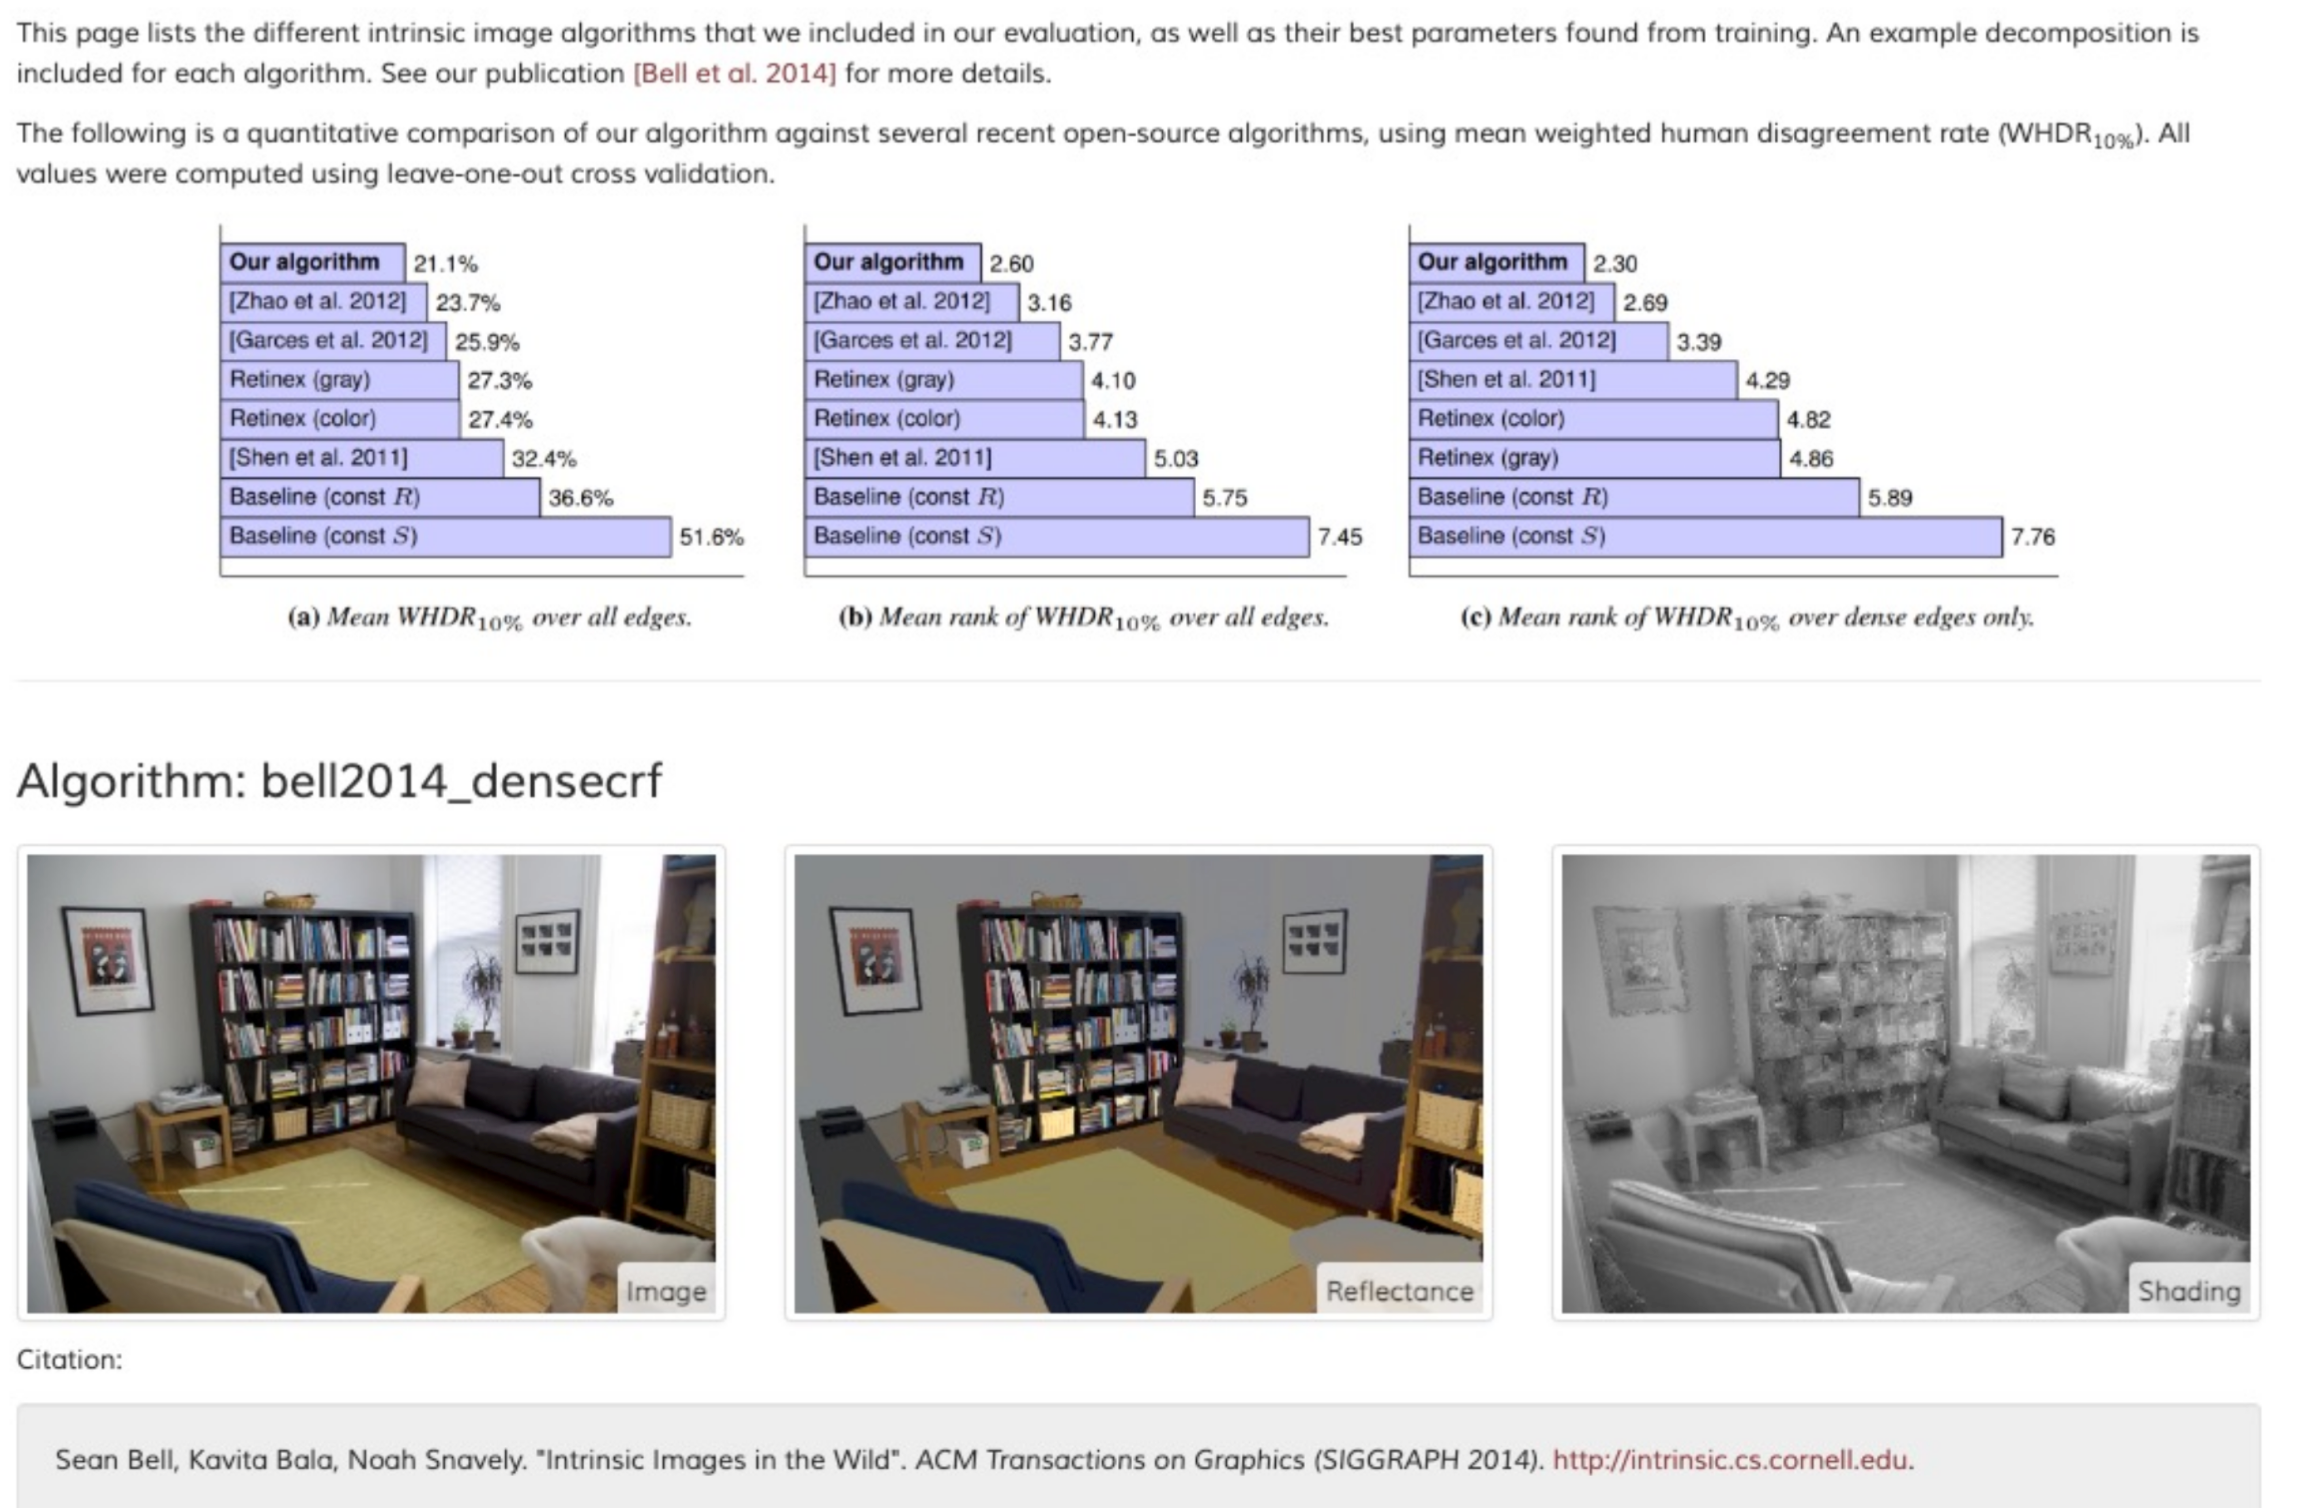 This page lists the different intrinsic image algorithms that we included in our evaluation, as well as their best parameters found from training. An example decomposition is
included for each algorithm. See our publication [Bell et al. 2014] for more details.
The following is a quantitative comparison of our algorithm against several recent open-source algorithms, using mean weighted human disagreement rate (WHDR10%). All
values were computed using leave-one-out cross validation.
Our algorithm 21.1%
[Zhao et al. 2012] 23.7%
[Garces et al. 2012] 25.9%
Retinex (gray) 27.3%
Retinex (color) 27.4%
[Shen et al. 2011] 32.4%
Baseline (const R) 36.6%
Baseline (const S) 51.6%
(a) Mean WHDR10% over all edges.
Our algorithm 2.60
[Zhao et al. 2012] 3.16
[Garces et al. 2012] 3.77
Retinex (gray) 4.10
Retinex (color) 4.13
[Shen et al. 2011] 5.03
Baseline (const R) 5.75
Baseline (const S) 7.45
(b) Mean rank of WHDR10% over all edges.
Our algorithm 2.30
[Zhao et al. 2012] 2.69
[Garces et al. 2012] 3.39
[Shen et al. 2011] 4.29
Retinex (color) 4.82
Retinex (gray) 4.86
Baseline (const R) 5.89
Baseline (const S) 7.76
(c) Mean rank of WHDR10% over dense edges only.
Algorithm: bell2014_densecrf
Image
Reflectance
Shading
Citation:
Sean Bell, Kavita Bala, Noah Snavely. "Intrinsic Images in the Wild". ACM Transactions on Graphics (SIGGRAPH 2014). http://intrinsic.cs.cornell.edu.